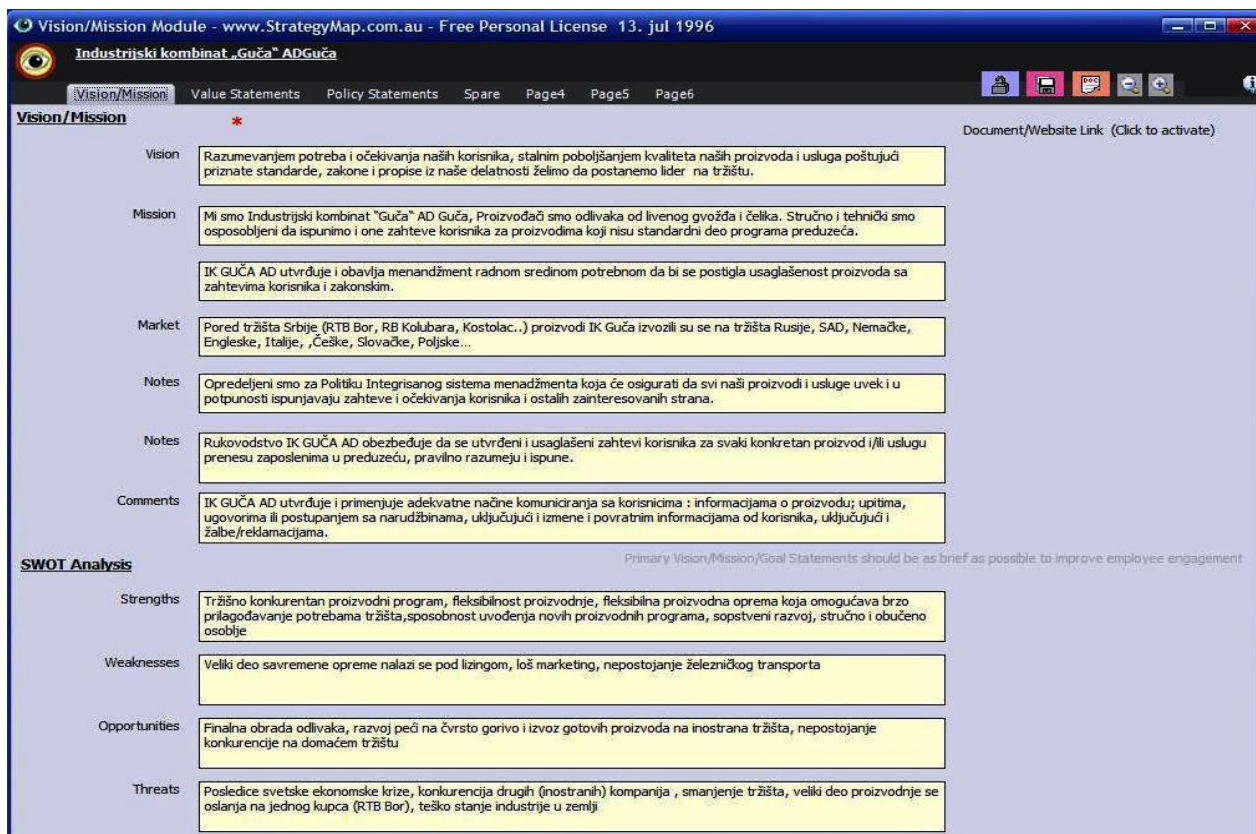 Vision/Mission Module - www.StrategyMap.com.au - Free Personal License 13. jul 1996
Industrijski kombinat „Guča“ ADGuča
Vision/Mission Value Statements Policy Statements Spare Page4 Page5 Page6
Vision/Mission *
Document/Website Link (Click to activate)
Vision
Razumevanjem potreba i očekivanja naših korisnika, stalnim poboljšanjem kvaliteta naših proizvoda i usluga poštujući
priznate standarde, zakone i propise iz naše delatnosti želimo da postanemo lider na tržištu.
Mission
Mi smo Industrijski kombinat "Guča" AD Guča, Proizvođači smo odlivaka od livenog gvožđa i čelika. Stručno i tehnički smo
osposobljeni da ispunimo i one zahteve korisnika za proizvodima koji nisu standardni deo programa preduzeća.
IK GUČA AD utvrđuje i obavlja menandžment radnom sredinom potrebnom da bi se postigla usaglašenost proizvoda sa
zahtevima korisnika i zakonskim.
Market
Pored tržišta Srbije (RTB Bor, RB Kolubara, Kostolac..) proizvodi IK Guča izvozili su se na tržišta Rusije, SAD, Nemačke,
Engleske, Italije, ,Češke, Slovačke, Poljske...
Notes
Opredeljeni smo za Politiku Integrisanog sistema menadžmenta koja će osigurati da svi naši proizvodi i usluge uvek i u
potpunosti ispunjavaju zahteve i očekivanja korisnika i ostalih zainteresovanih strana.
Notes
Rukovodstvo IK GUČA AD obezbeđuje da se utvrđeni i usaglašeni zahtevi korisnika za svaki konkretan proizvod i/ili uslugu
prenesu zaposlenima u preduzeću, pravilno razumeju i ispune.
Comments
IK GUČA AD utvrđuje i primenjuje adekvatne načine komuniciranja sa korisnicima : informacijama o proizvodu; upitima,
ugovorima ili postupanjem sa narudžbinama, uključujući i izmene i povratnim informacijama od korisnika, uključujući i
žalbe/reklamacijama.
Primary Vision/Mission/Goal Statements should be as brief as possible to improve employee engagement
SWOT Analysis
Strengths
Tržišno konkurentan proizvodni program, fleksibilnost proizvodnje, fleksibilna proizvodna oprema koja omogućava brzo
prilagođavanje potrebama tržišta,sposobnost uvođenja novih proizvodnih programa, sopstveni razvoj, stručno i obučeno
osoblje
Weaknesses
Veliki deo savremene opreme nalazi se pod lizingom, loš marketing, nepostojanje železničkog transporta
Opportunities
Finalna obrada odlivaka, razvoj peći na čvrsto gorivo i izvoz gotovih proizvoda na inostrana tržišta, nepostojanje
konkurencije na domaćem tržištu
Threats
Posledice svetske ekonomske krize, konkurencija drugih (inostranih) kompanija , smanjenje tržišta, veliki deo proizvodnje se
oslanja na jednog kupca (RTB Bor), teško stanje industrije u zemlji